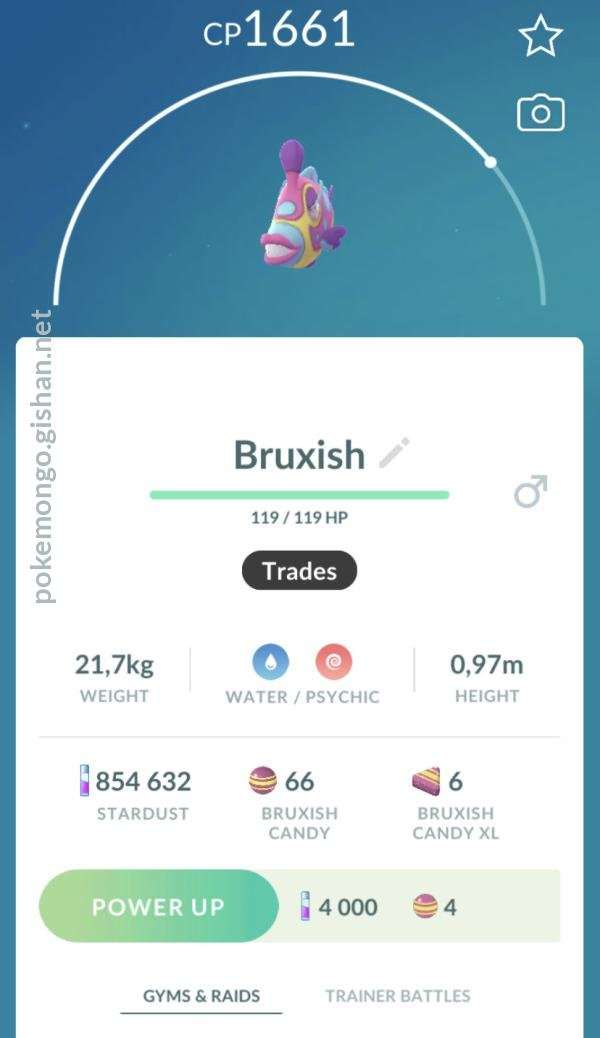 CP1661
pokemongo.gishan.net
Bruxish
119 / 119 HP
Trades
21,7kg
WEIGHT
WATER / PSYCHIC
0,97m
HEIGHT
854 632
STARDUST
66
BRUXISH
CANDY
6
BRUXISH
CANDY XL
POWER UP
4 000
4
GYMS & RAIDS
TRAINER BATTLES